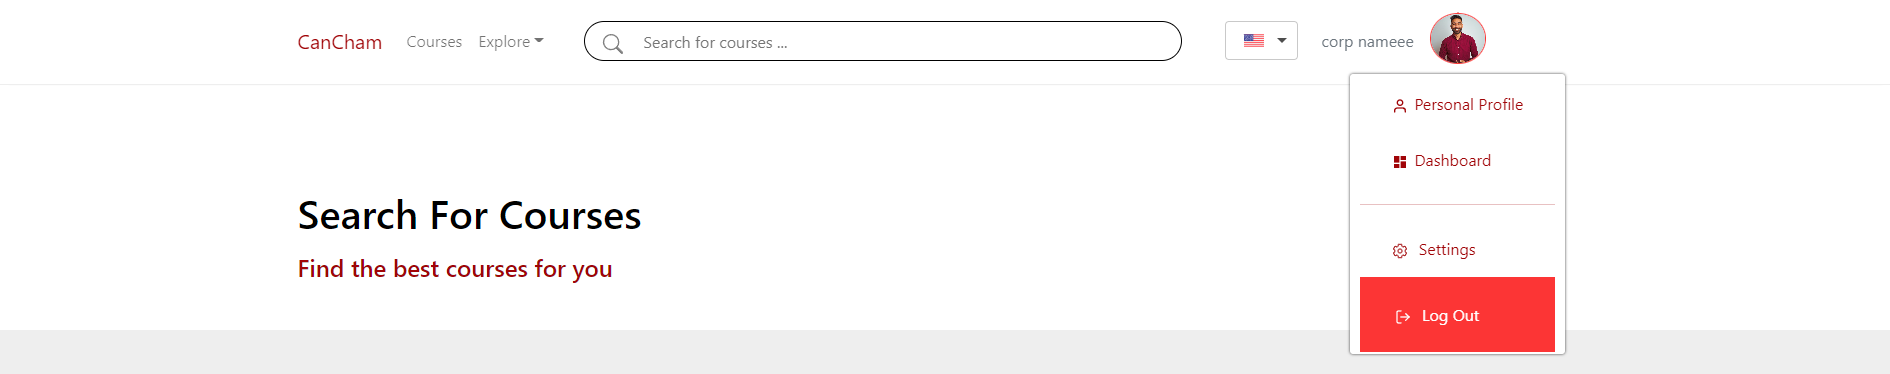 CanCham Courses Explore Search for courses ... corp nameee
Personal Profile
Dashboard
Search For Courses
Settings
Find the best courses for you
Log Out